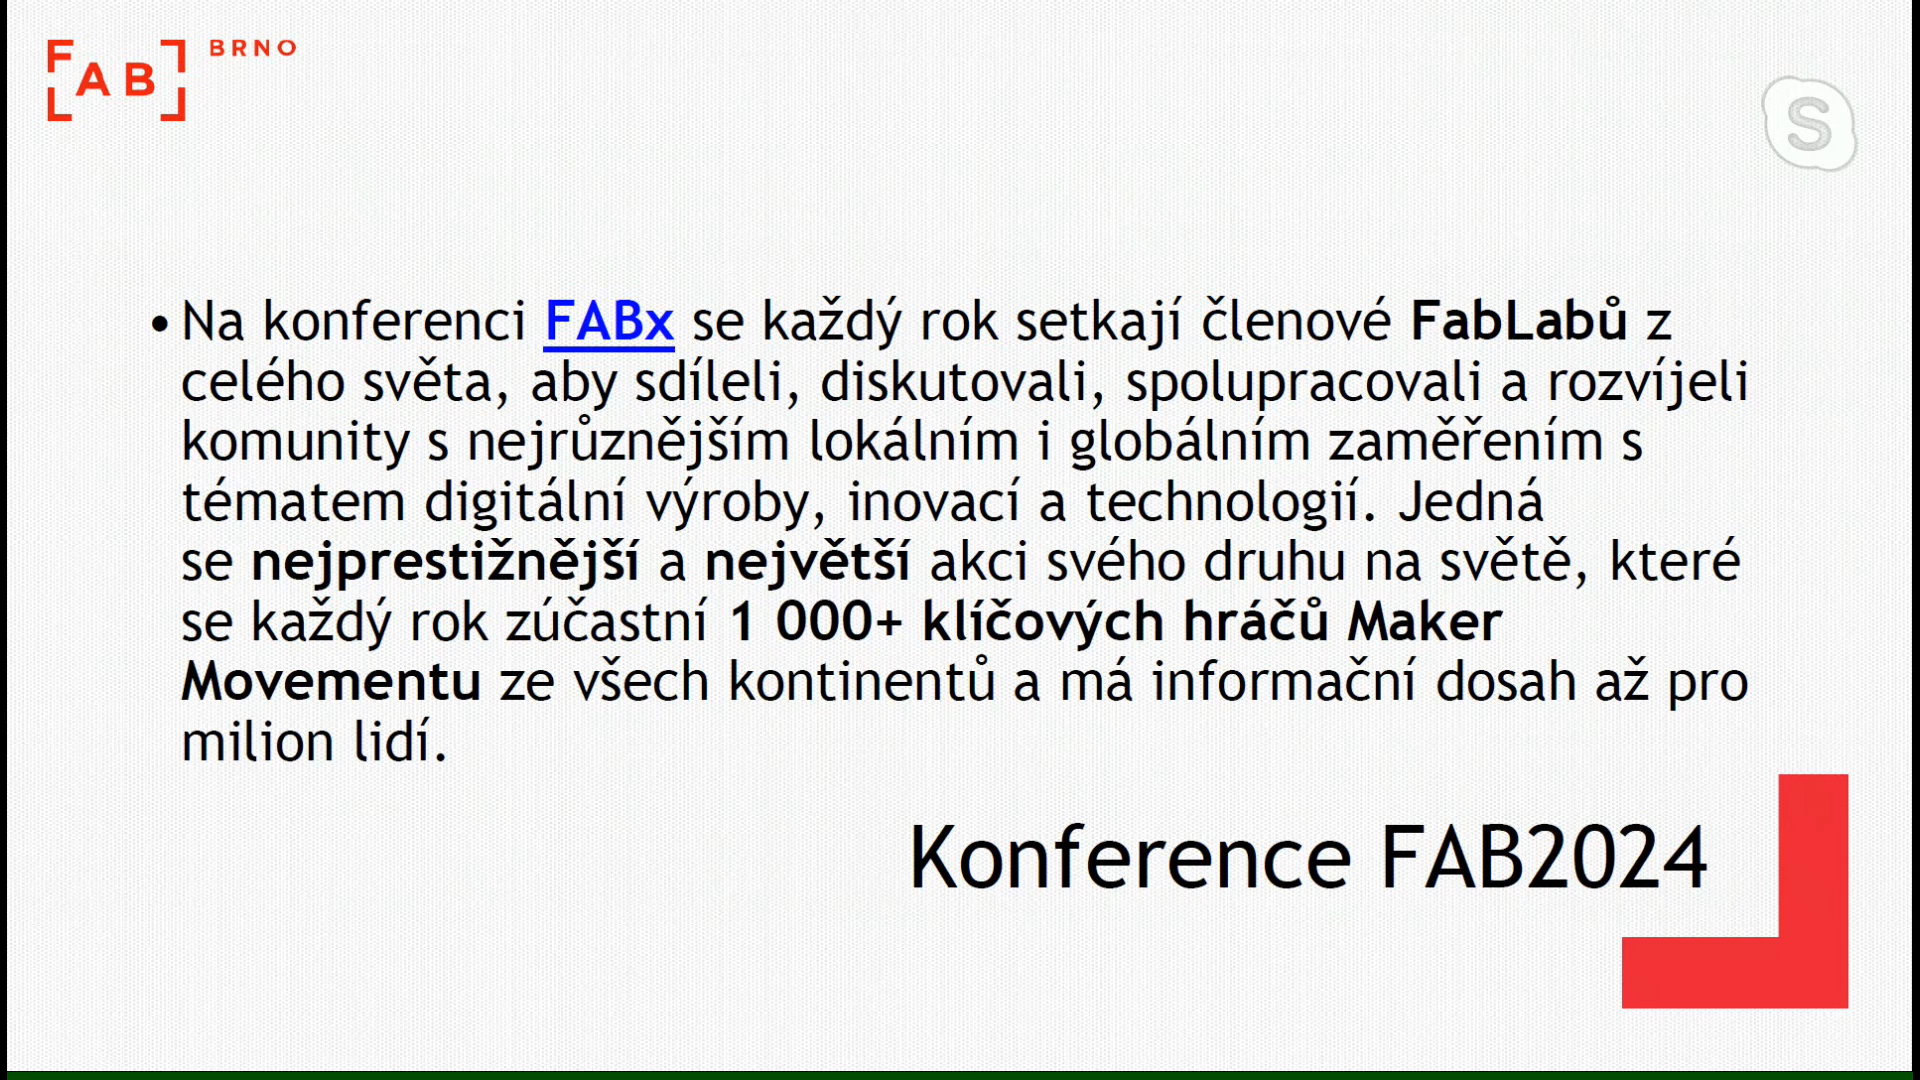 FAB BRNO
S
• Na konferenci FABx se každý rok setkají členové FabLabů z
celého světa, aby sdíleli, diskutovali, spolupracovali a rozvíjeli
komunity s nejrůznějším lokálním i globálním zaměřením s
tématem digitální výroby, inovací a technologií. Jedná
se nejprestižnější a největší akci svého druhu na světě, které
se každý rok zúčastní 1 000+ klíčových hráčů Maker
Movementu ze všech kontinentů a má informační dosah až pro
milion lidí.
Konference FAB2024